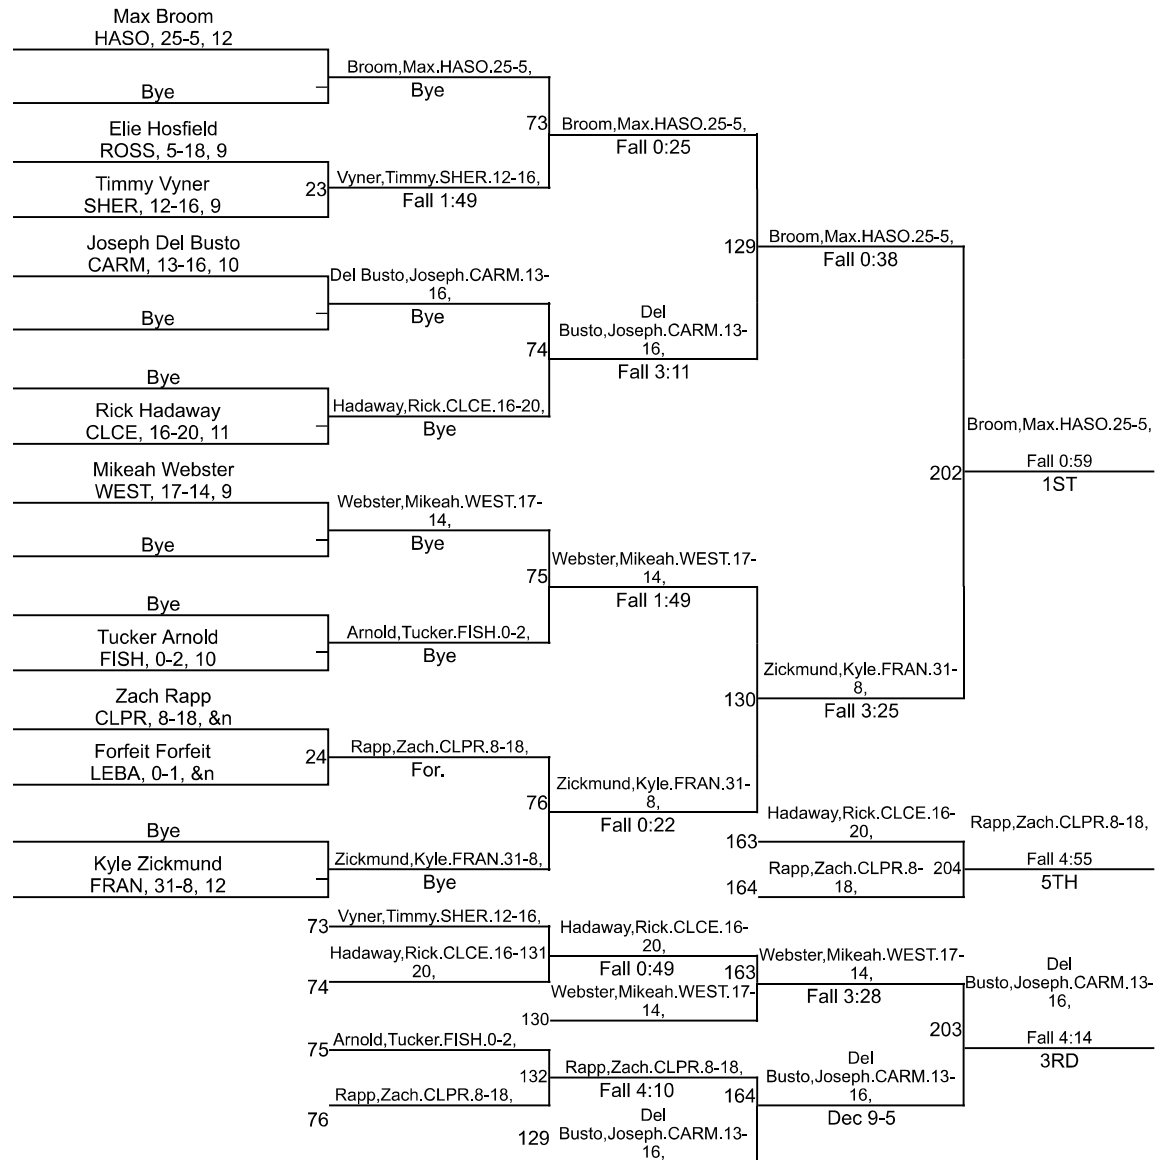 Max Broom
HASO, 25-5, 12
Bye
Elie Hosfield
ROSS, 5-18, 9
Timmy Vyner
SHER, 12-16, 9
Joseph Del Busto
CARM, 13-16, 10
Bye
Bye
Rick Hadaway
CLCE, 16-20, 11
Mikeah Webster
WEST, 17-14, 9
Bye
Bye
Tucker Arnold
FISH, 0-2, 10
Zach Rapp
CLPR, 8-18, &n
Forfeit Forfeit
LEBA, 0-1, &n
Bye
Kyle Zickmund
FRAN, 31-8, 12
Broom,Max.HASO.25-5,
Bye
23
Vyner,Timmy.SHER.12-16,
Fall 1:49
Del Busto,Joseph.CARM.13-
16,
Bye
Hadaway,Rick.CLCE.16-20,
Bye
Webster,Mikeah.WEST.17-
14,
Bye
Arnold,Tucker.FISH.0-2,
Bye
24
Rapp,Zach.CLPR.8-18,
For.
Zickmund,Kyle.FRAN.31-8,
Bye
73
Broom,Max.HASO.25-5,
Fall 0:25
74
Del
Busto,Joseph.CARM.13-
16,
Fall 3:11
75
Webster,Mikeah.WEST.17-
14,
Fall 1:49
76
Zickmund,Kyle.FRAN.31-
8,
Fall 0:22
129
Broom,Max.HASO.25-5,
Fall 0:38
130
Zickmund,Kyle.FRAN.31-
8,
Fall 3:25
202
Broom,Max.HASO.25-5,
Fall 0:59
1ST
163
Hadaway,Rick.CLCE.16-
20,
164
Rapp,Zach.CLPR.8-
18,
204
Rapp,Zach.CLPR.8-18,
Fall 4:55
5TH
73
Vyner,Timmy.SHER.12-16,
74
Hadaway,Rick.CLCE.16-
20,
131
Hadaway,Rick.CLCE.16-
20,
Fall 0:49
130
Webster,Mikeah.WEST.17-
14,
163
Webster,Mikeah.WEST.17-
14,
Fall 3:28
75
Arnold,Tucker.FISH.0-2,
76
Rapp,Zach.CLPR.8-18,
132
Rapp,Zach.CLPR.8-18,
Fall 4:10
129
Del
Busto,Joseph.CARM.13-
16,
164
Del
Busto,Joseph.CARM.13-
16,
Dec 9-5
203
Del
Busto,Joseph.CARM.13-
16,
Fall 4:14
3RD